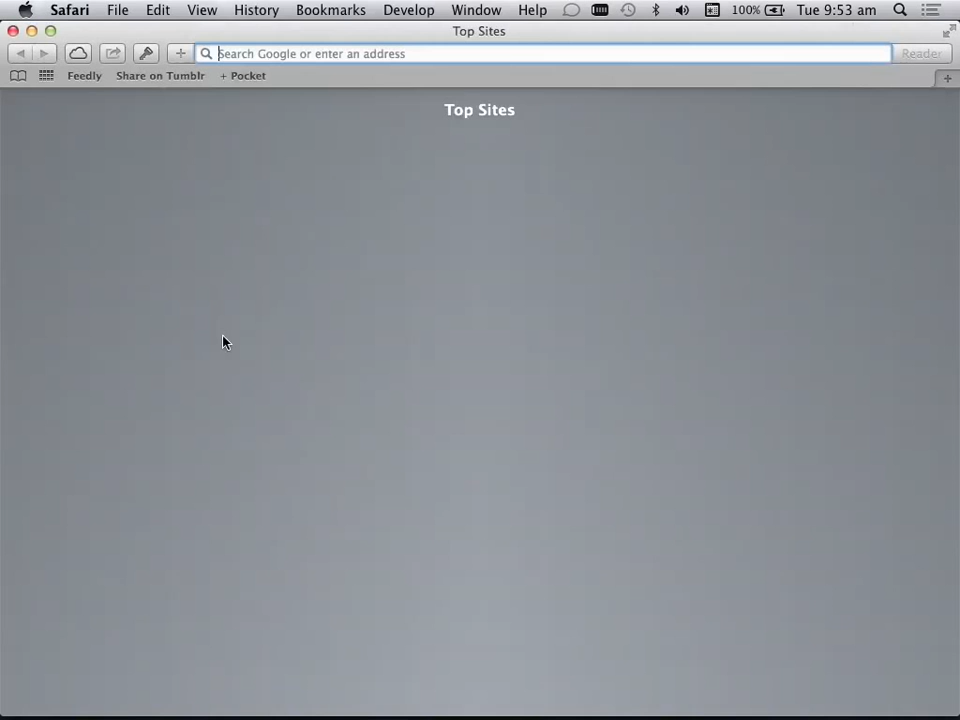 Safari File Edit View History Bookmarks Develop Window Help 100% Tue 9:53 am
Top Sites
Search Google or enter an address Reader
Feedly Share on Tumblr + Pocket
Top Sites